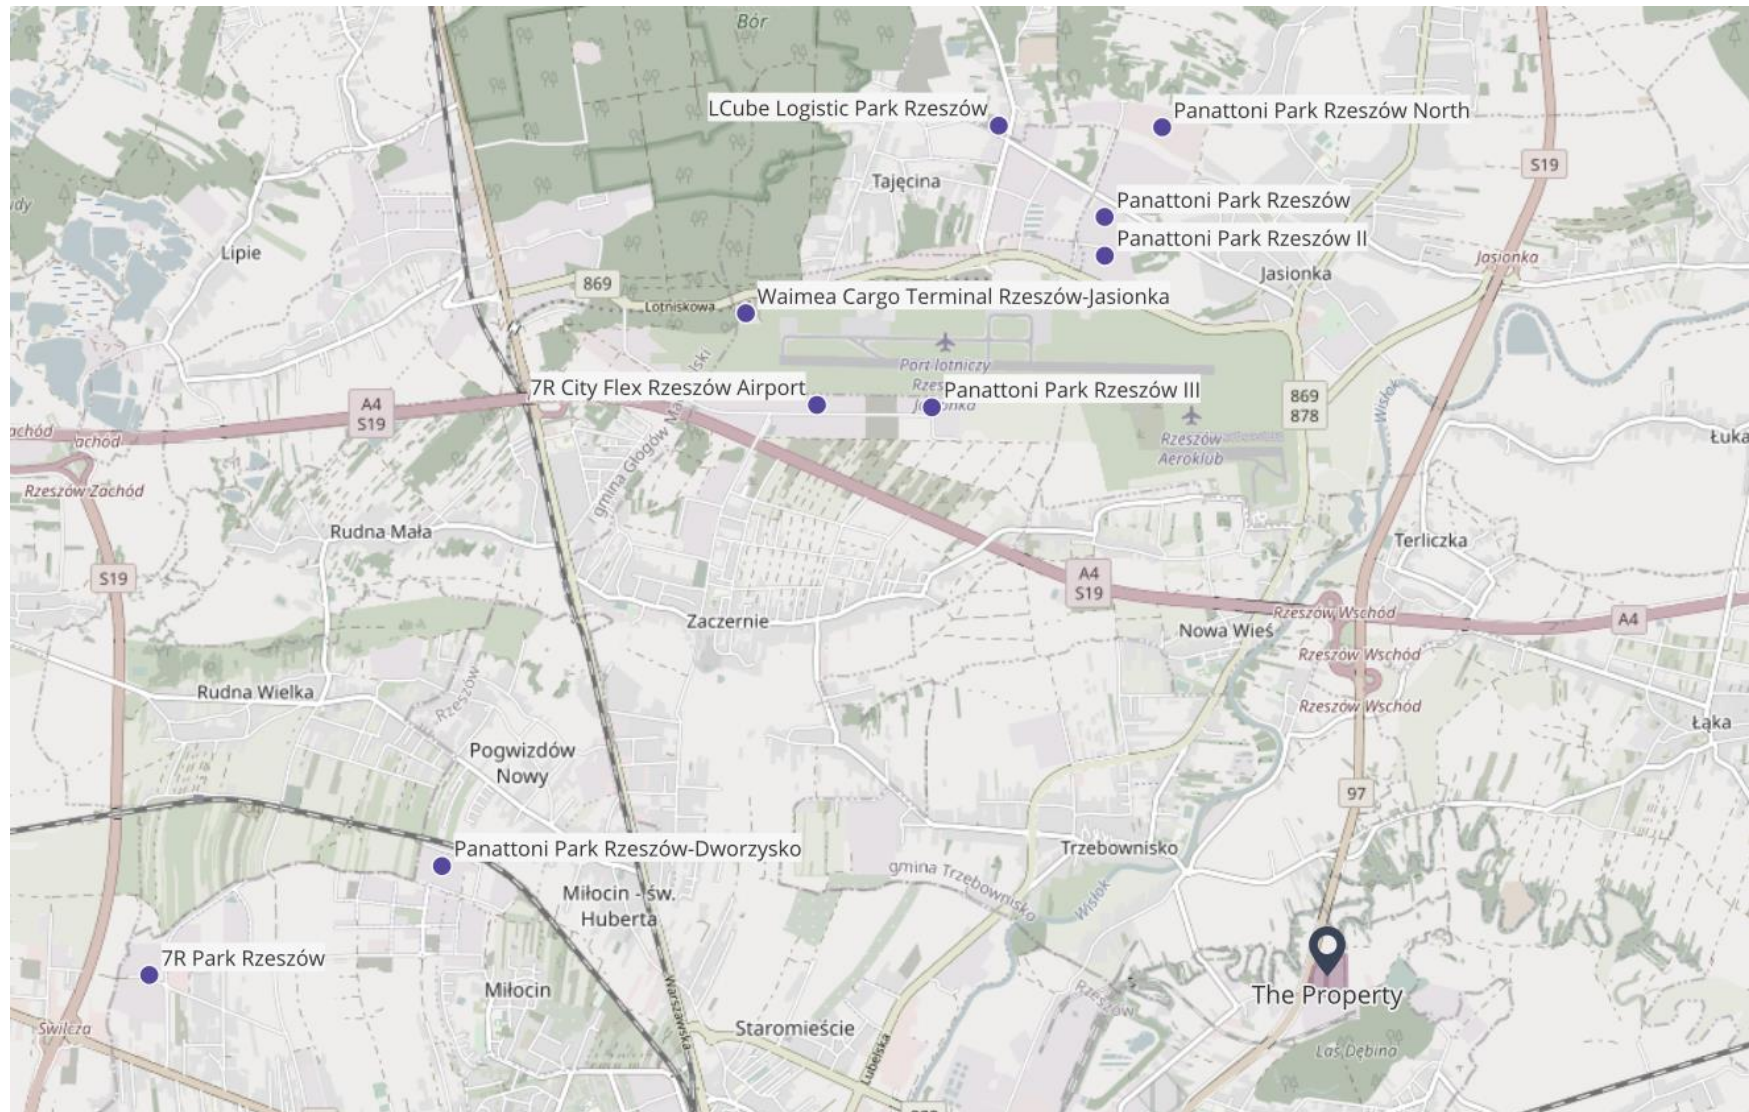 Bór
LCube Logistic Park Rzeszów
Panattoni Park Rzeszów North
S19
Tajęcina
Panattoni Park Rzeszów
Panattoni Park Rzeszów II
Lipie
Jasionka
Jasionka
869
Waimea Cargo Terminal Rzeszów-Jasionka
Lotniskowa
Port lotniczy
7R City Flex Rzeszów Airport
Panattoni Park Rzeszów III
A4
S19
869
878
Wisłok
Rzeszów
Aeroklub
Rzeszów Zachód
gmina Głogów
Rudna Mała
Terliczka
S19
A4
S19
Rzeszów Wschód
A4
Zaczernie
Nowa Wieś
Rzeszów Wschód
Rudna Wielka
Rzeszów
Rzeszów Wschód
Łąka
Pogwizdów
Nowy
97
Panattoni Park Rzeszów-Dworzysko
Trzebownisko
gmina Trzebownisko
Miłocin - św.
Huberta
Wisłok
7R Park Rzeszów
Miłocin
The Property
Rzeszów
Warszawska
Świlcza
Staromieście
Lubelska
Las Dębina